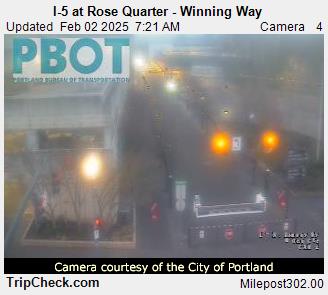 I-5 at Rose Quarter - Winning Way
Updated Feb 02 2025 7:21 AM Camera 4
PBOT
PORTLAND BUREAU OF TRANSPORTATION
Camera courtesy of the City of Portland
TripCheck.com Milepost302.00